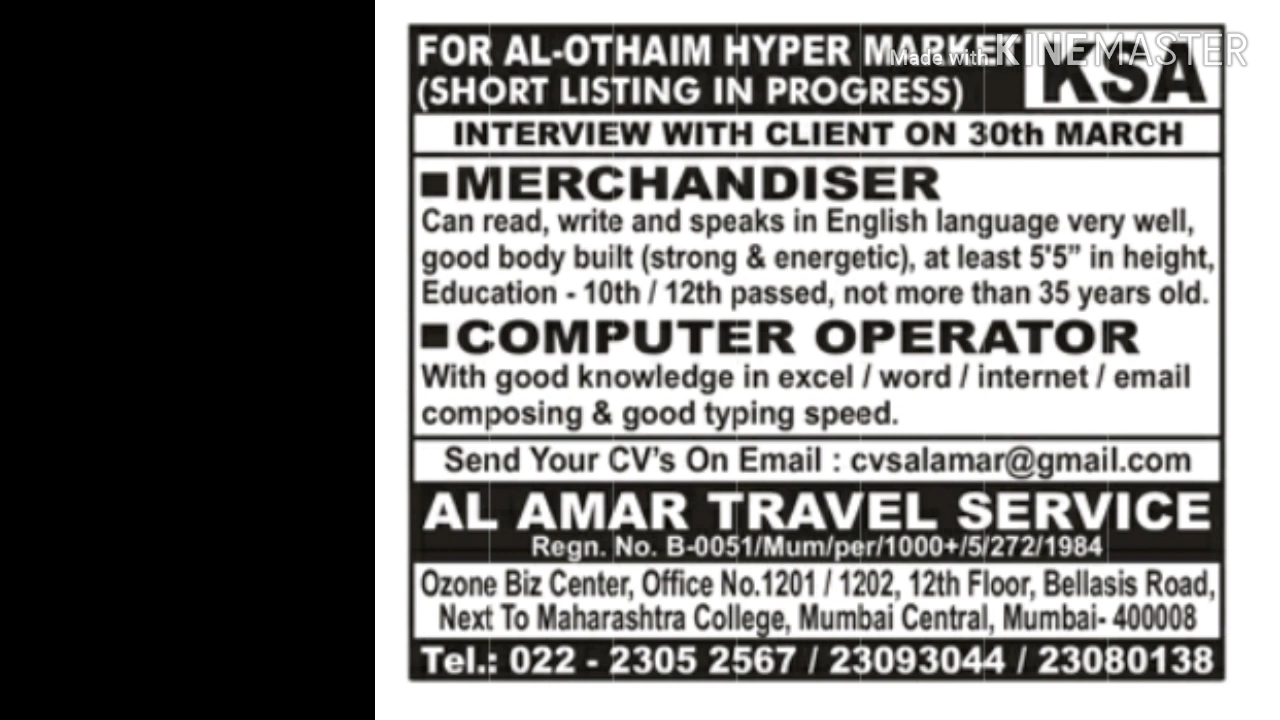 FOR AL-OTHAIM HYPER MARKET
(SHORT LISTING IN PROGRESS)
KSA
Made with KINEMASTER
INTERVIEW WITH CLIENT ON 30th MARCH
■MERCHANDISER
Can read, write and speaks in English language very well,
good body built (strong & energetic), at least 5'5” in height,
Education - 10th / 12th passed, not more than 35 years old.
■COMPUTER OPERATOR
With good knowledge in excel / word / internet / email
composing & good typing speed.
Send Your CV’s On Email : cvsalamar@gmail.com
AL AMAR TRAVEL SERVICE
Regn. No. B-0051/Mum/per/1000+/5/272/1984
Ozone Biz Center, Office No.1201 / 1202, 12th Floor, Bellasis Road,
Next To Maharashtra College, Mumbai Central, Mumbai- 400008
Tel.: 022 - 2305 2567 / 23093044 / 23080138